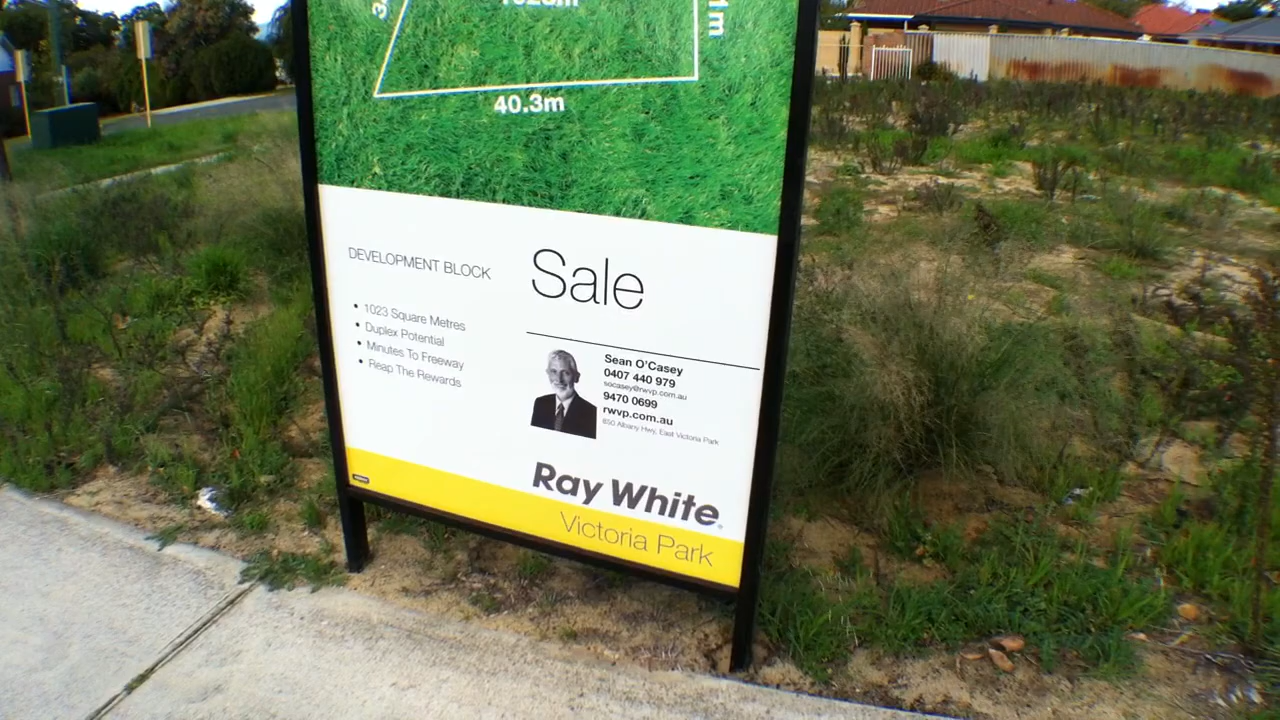 40.3m
DEVELOPMENT BLOCK
• 1023 Square Metres
• Duplex Potential
• Minutes To Freeway
• Reap The Rewards
Sale
Sean O'Casey
0407 440 979
socasey@rwvp.com.au
9470 0699
rwvp.com.au
850 Albany Hwy, East Victoria Park
Ray White
Victoria Park